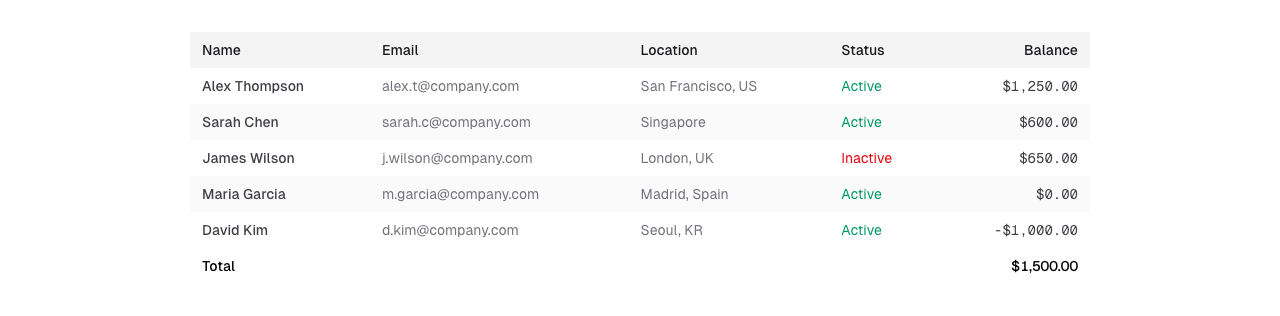 Name Email Location Status Balance
Alex Thompson alex.t@company.com San Francisco, US Active $1,250.00
Sarah Chen sarah.c@company.com Singapore Active $600.00
James Wilson j.wilson@company.com London, UK Inactive $650.00
Maria Garcia m.garcia@company.com Madrid, Spain Active $0.00
David Kim d.kim@company.com Seoul, KR Active -$1,000.00
Total $1,500.00